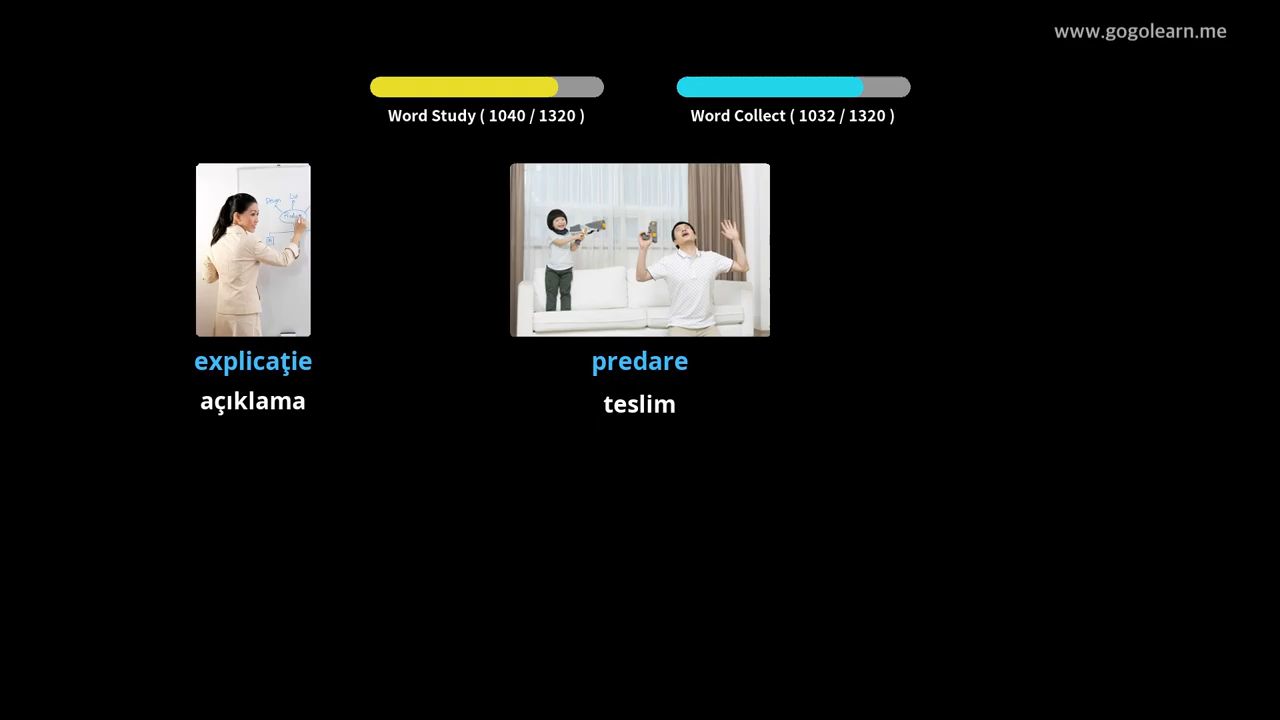 www.gogolearn.me
Word Study ( 1040 / 1320 )
Word Collect ( 1032 / 1320 )
explicaţie
predare
açıklama
teslim